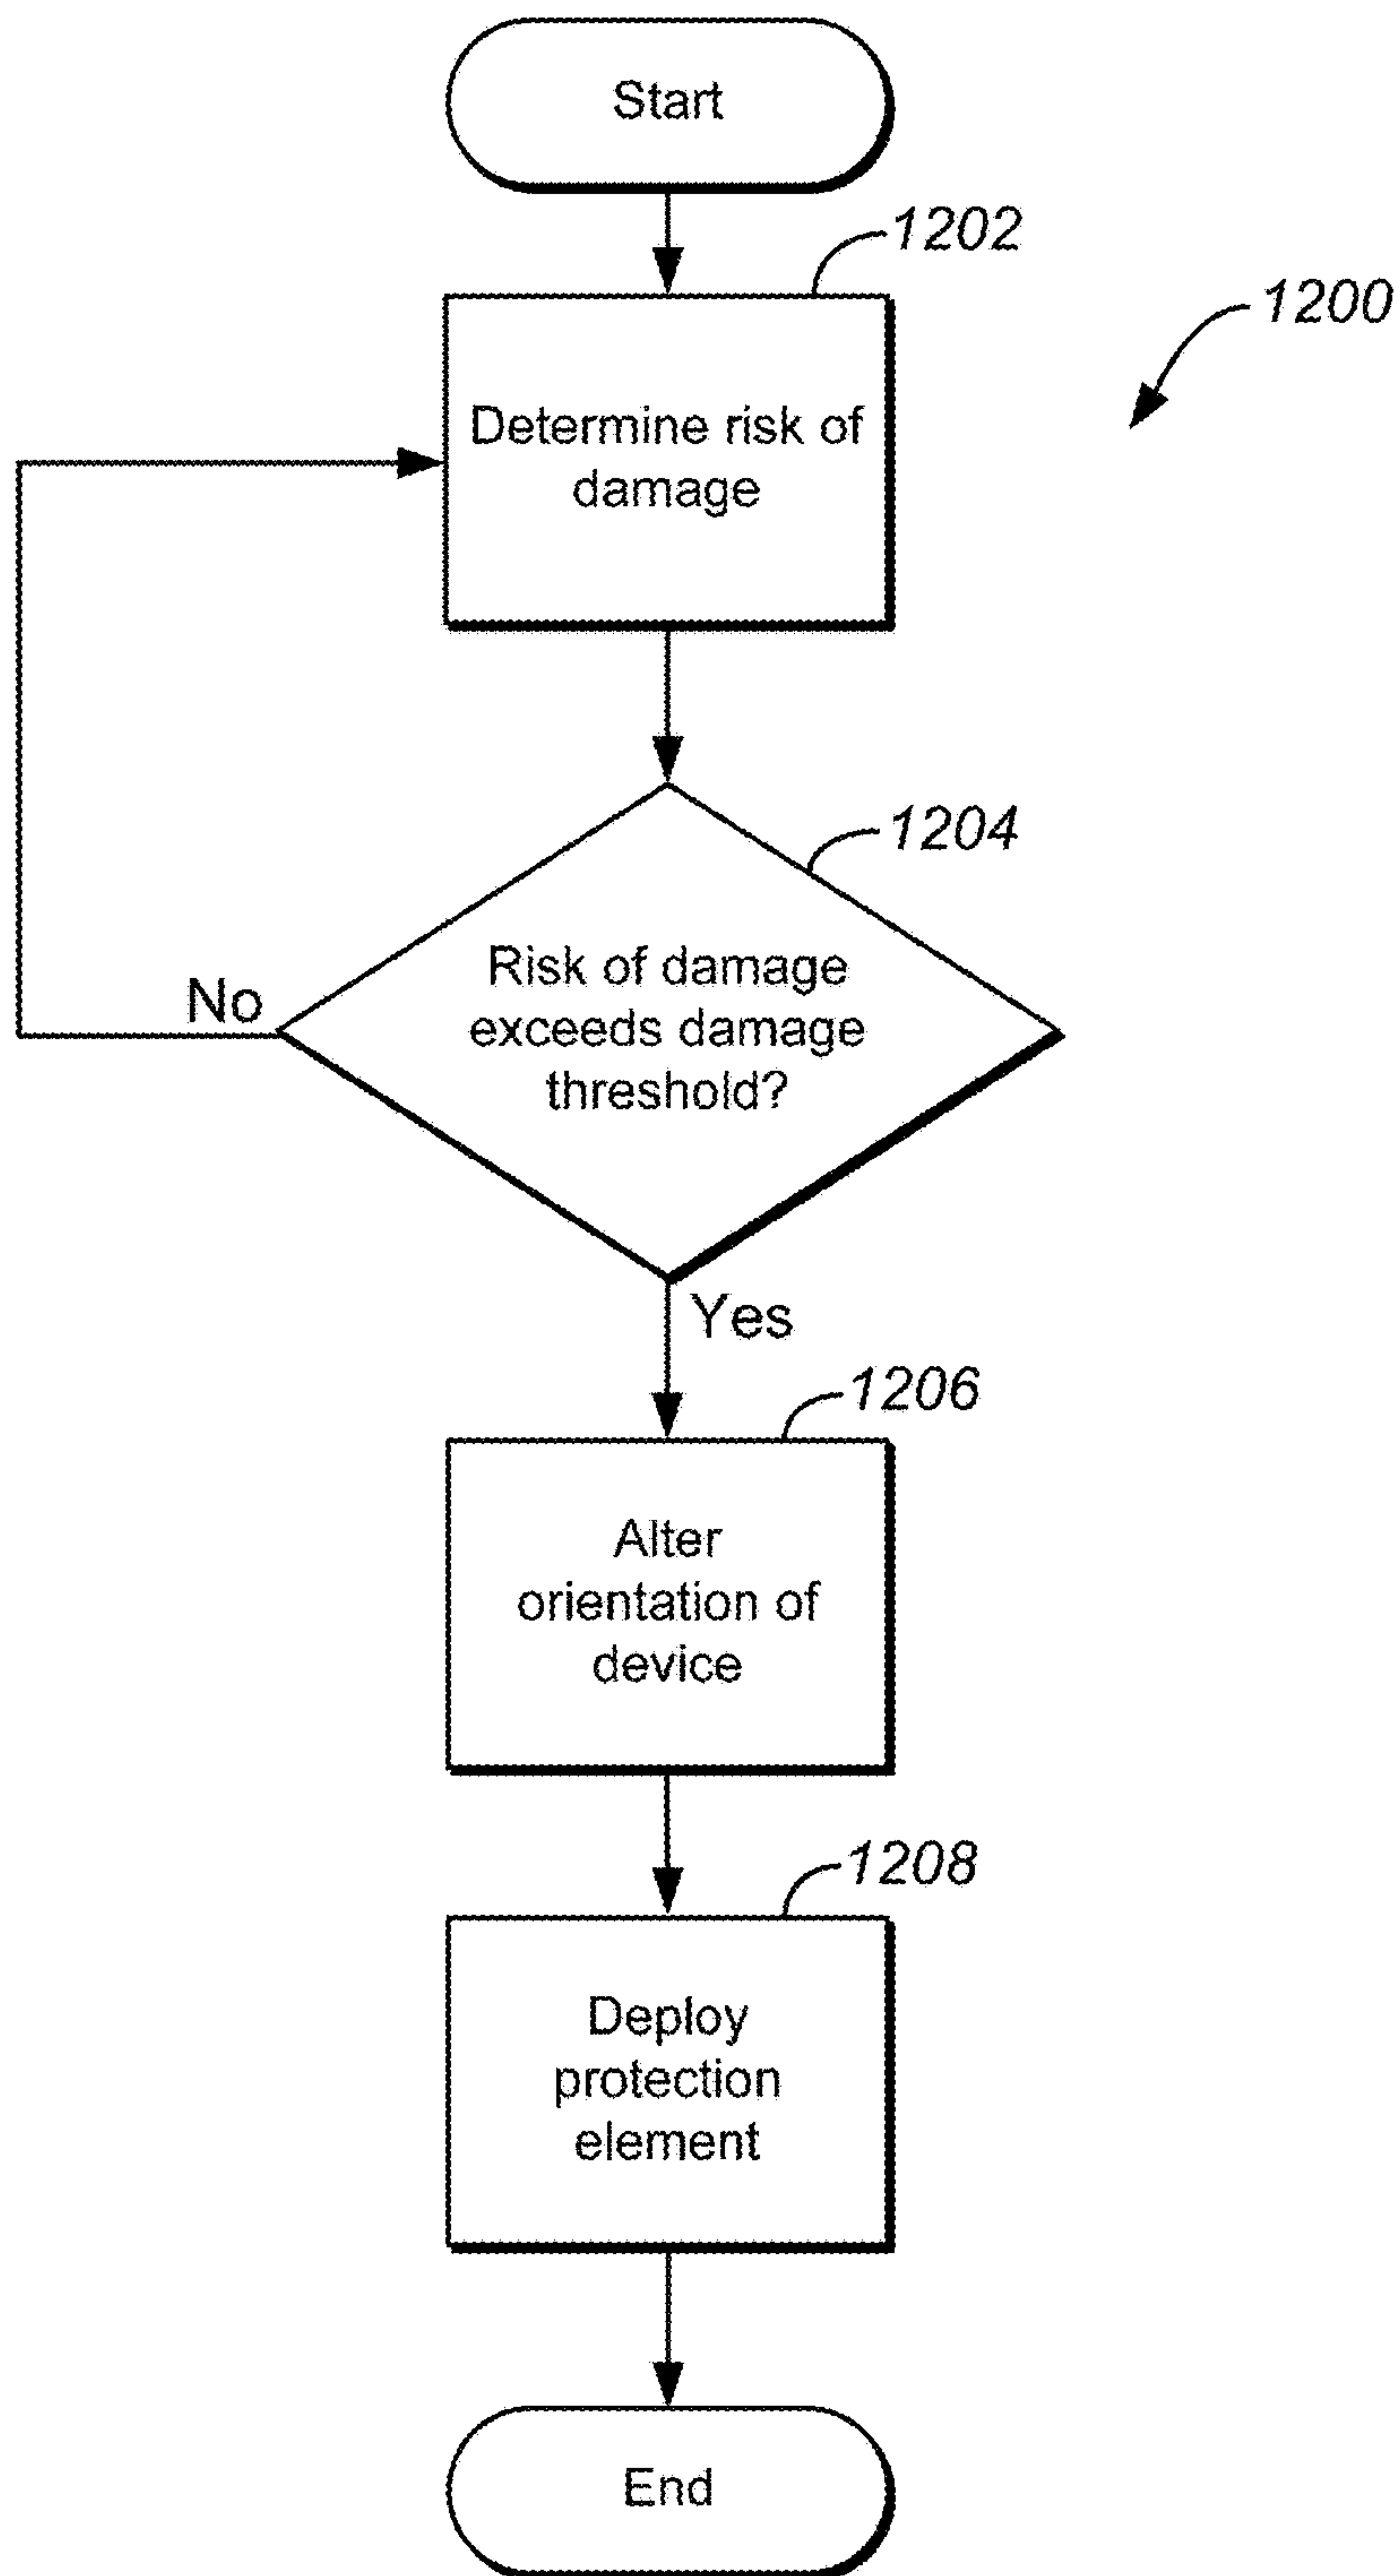 Start
1202
1200
Determine risk of
damage
1204
Risk of damage
exceeds damage
threshold?
No
Yes
1206
Alter
orientation of
device
1208
Deploy
protection
element
End